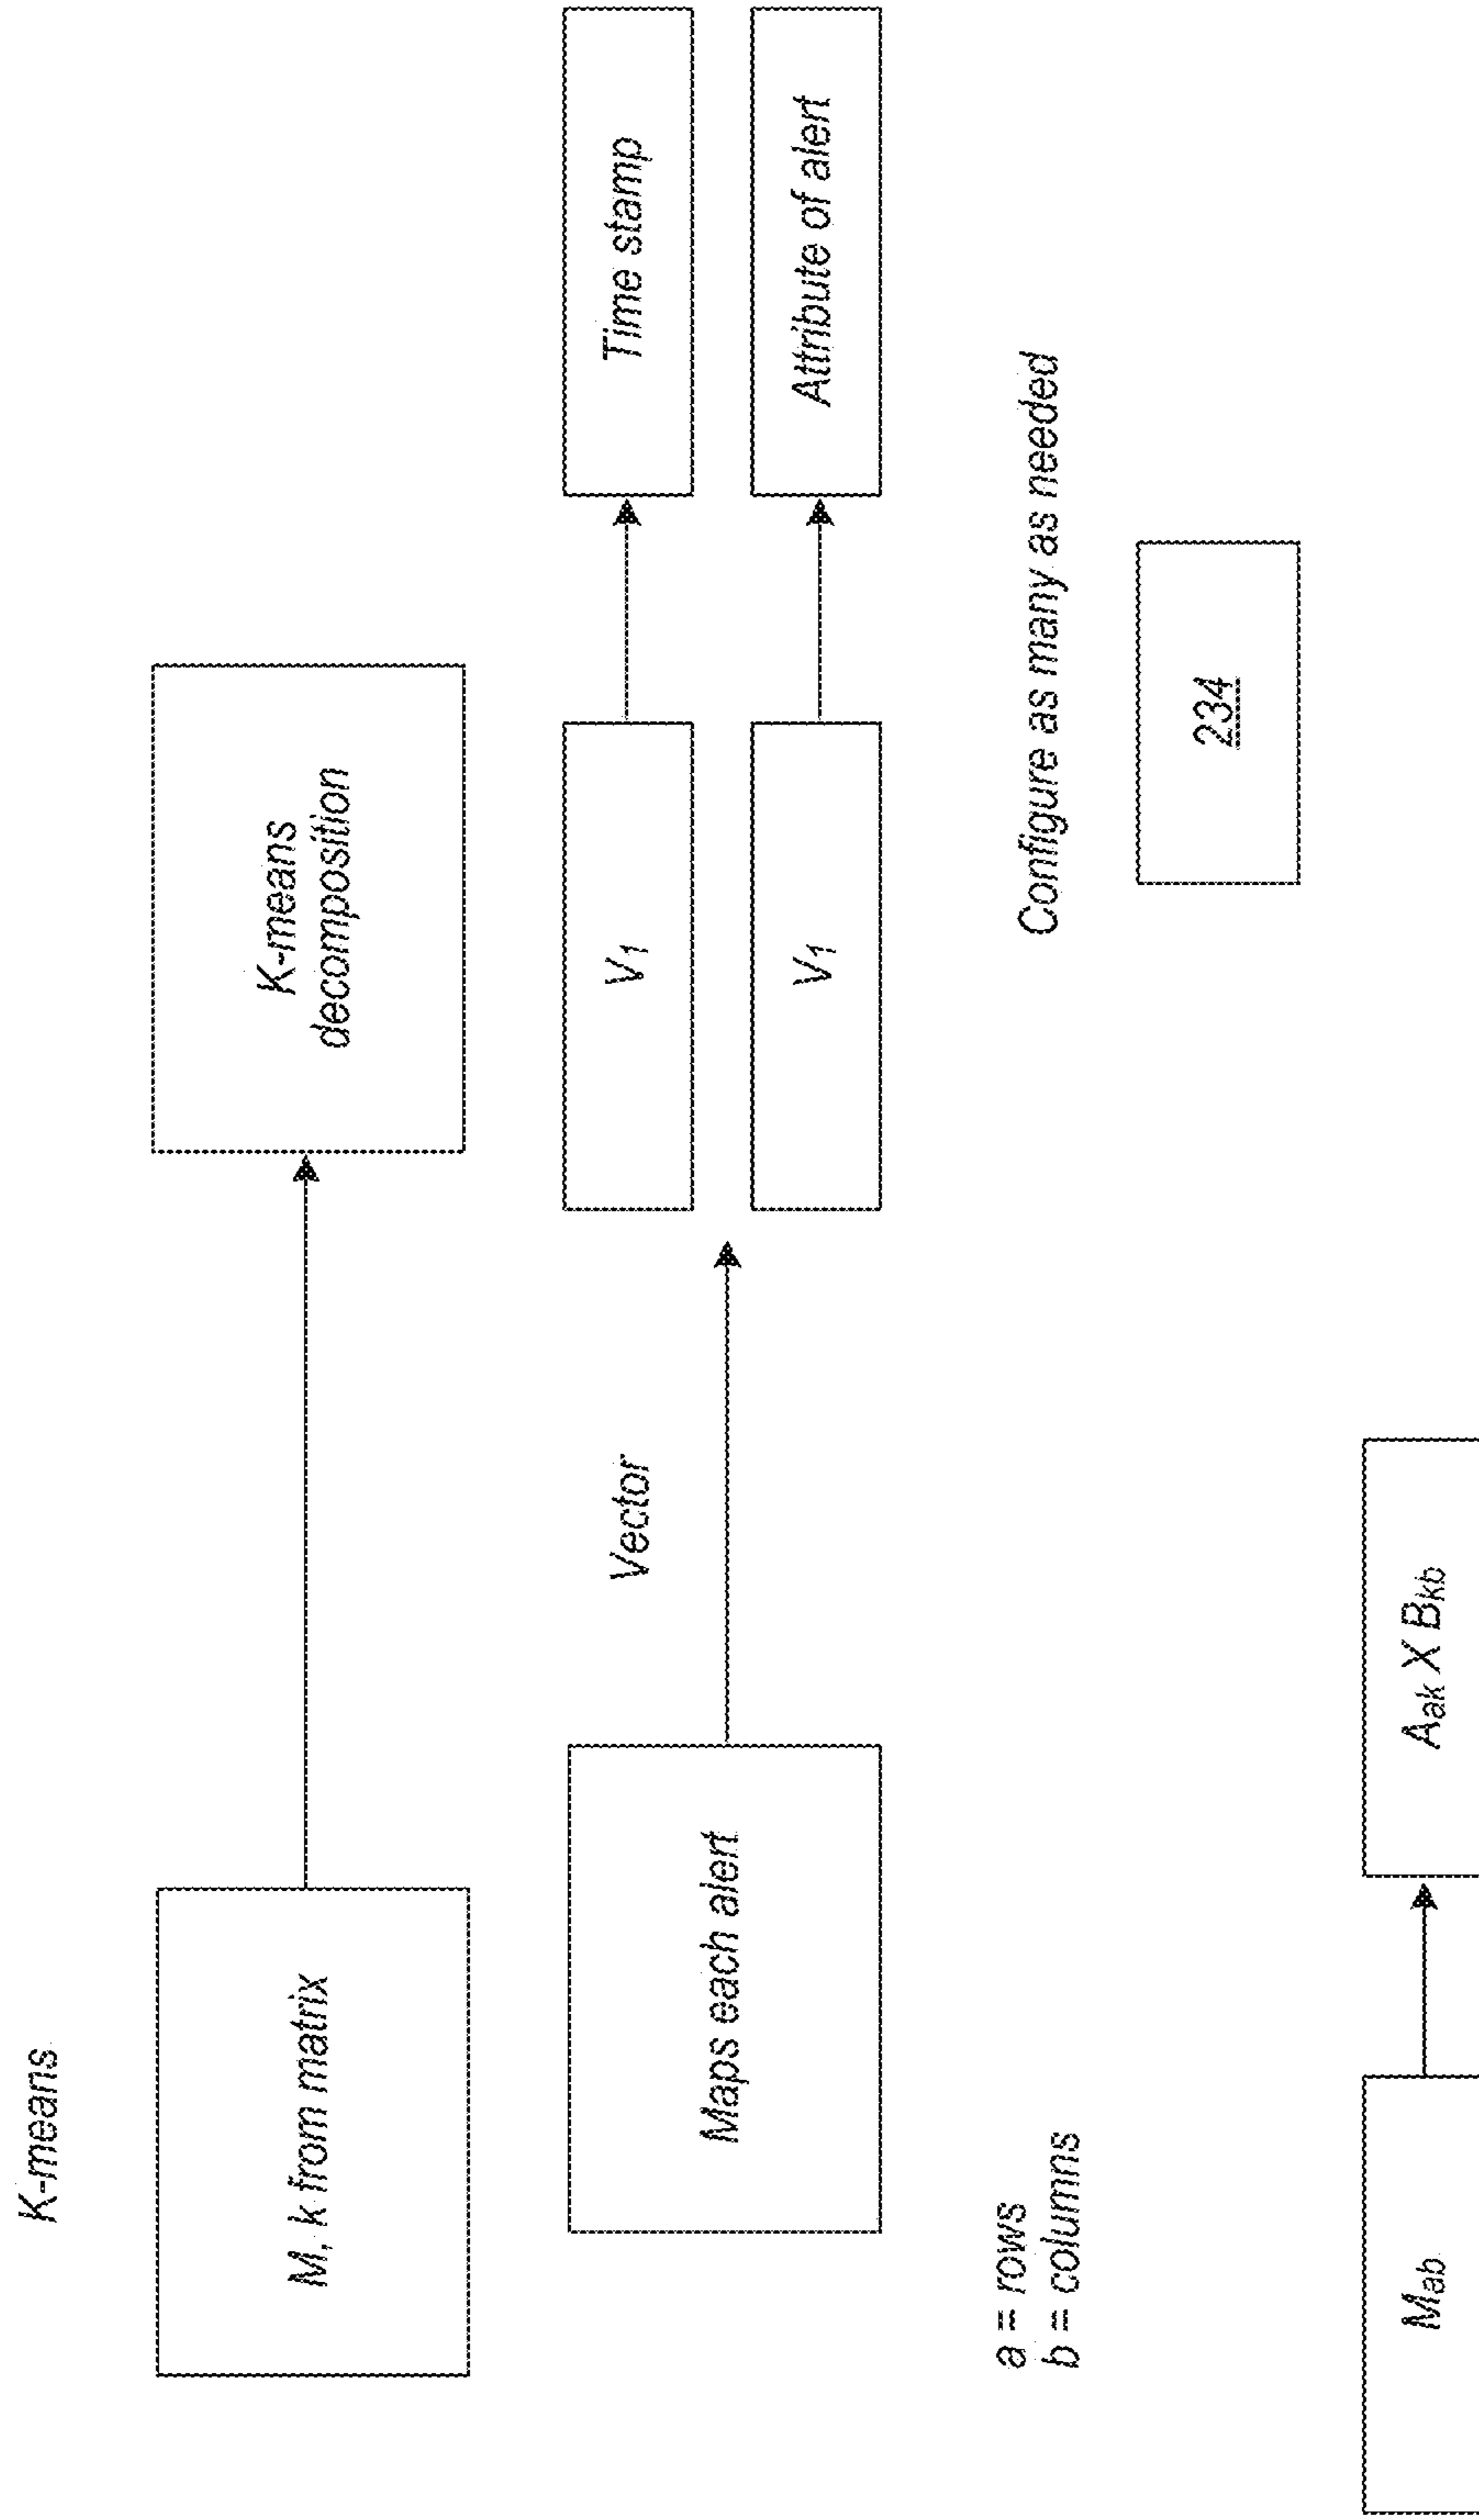 K-means
M, k from matrix
K-means
decomposition
Maps each alert
Vector
V1
Time stamp
V1
Attribute of alert
a = rows
b = columns
Configure as many as needed
234
Mab
Aak X Bkb